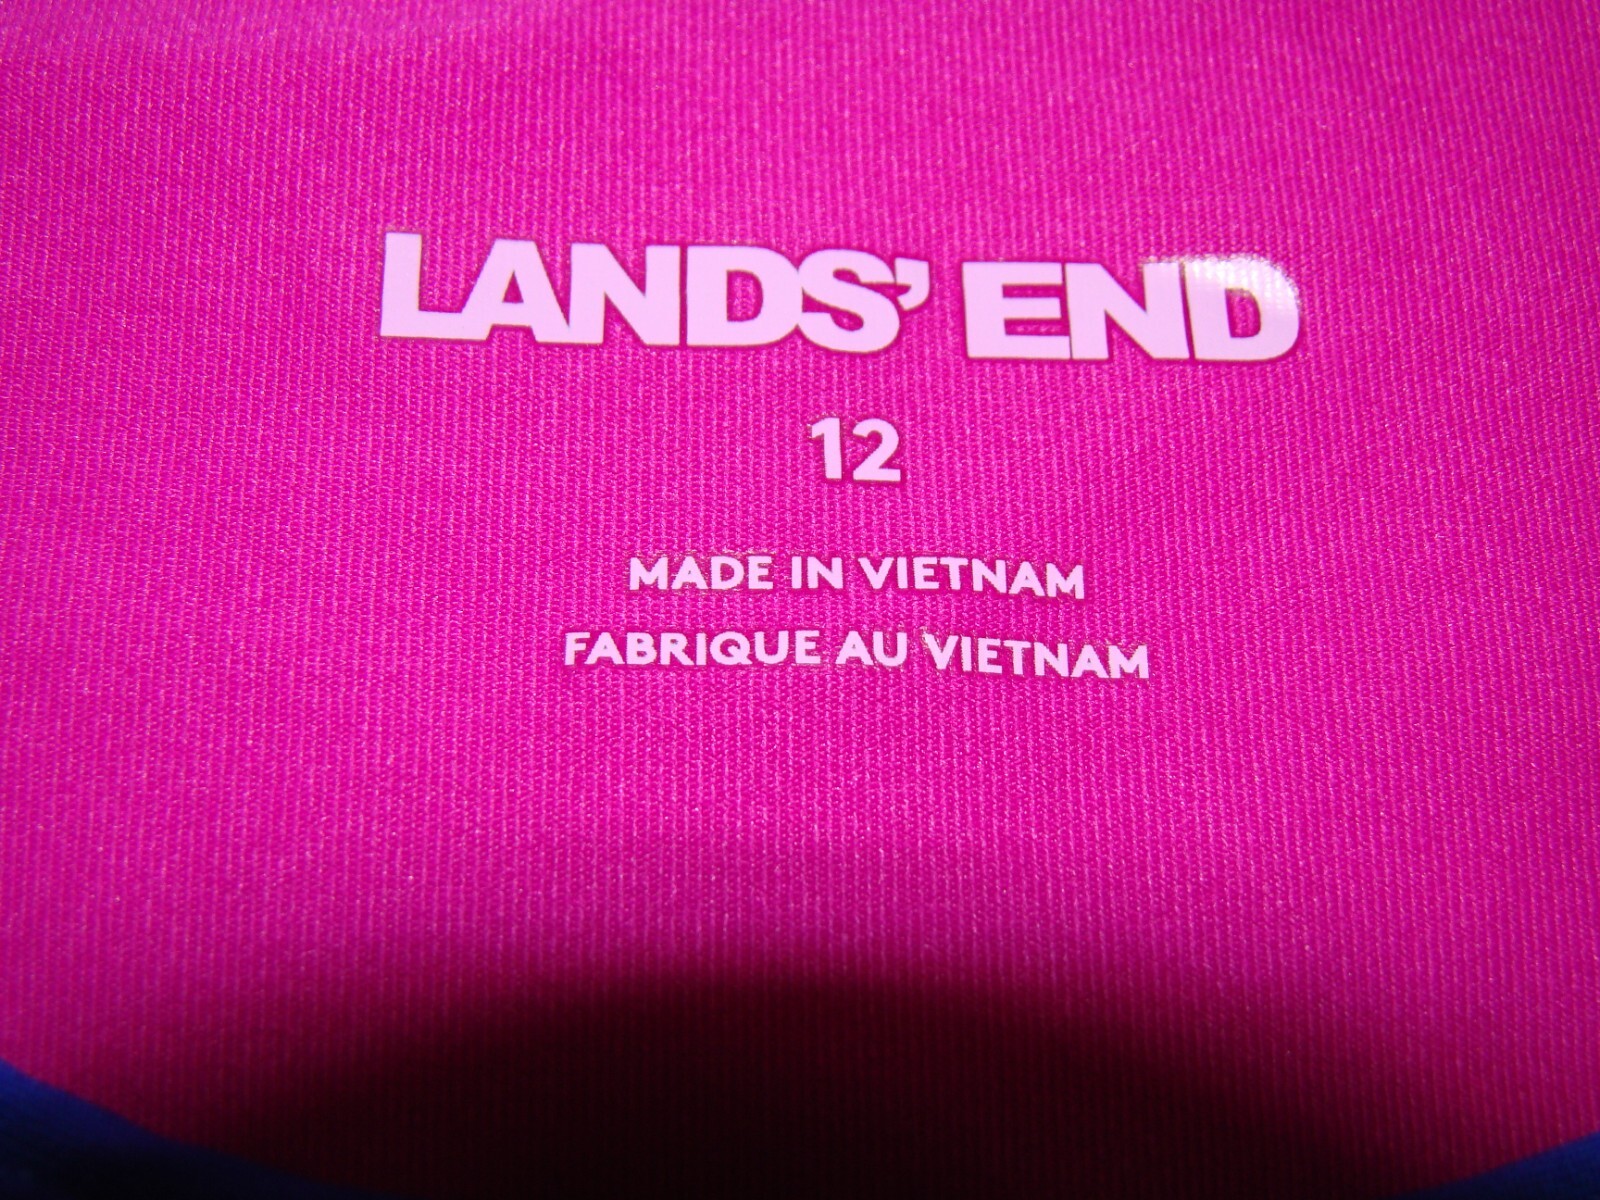 LANDS' END
12
MADE IN VIETNAM
FABRIQUE AU VIETNAM